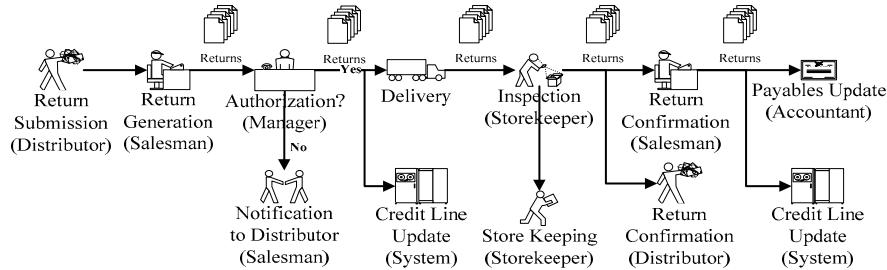 Returns
Returns
Returns
Returns
Returns
Yes
Return
Submission
(Distributor)
Return
Generation
(Salesman)
Authorization?
(Manager)
Delivery
Inspection
(Storekeeper)
Return
Confirmation
(Salesman)
Payables Update
(Accountant)
No
Notification
to Distributor
(Salesman)
Credit Line
Update
(System)
Store Keeping
(Storekeeper)
Return
Confirmation
(Distributor)
Credit Line
Update
(System)